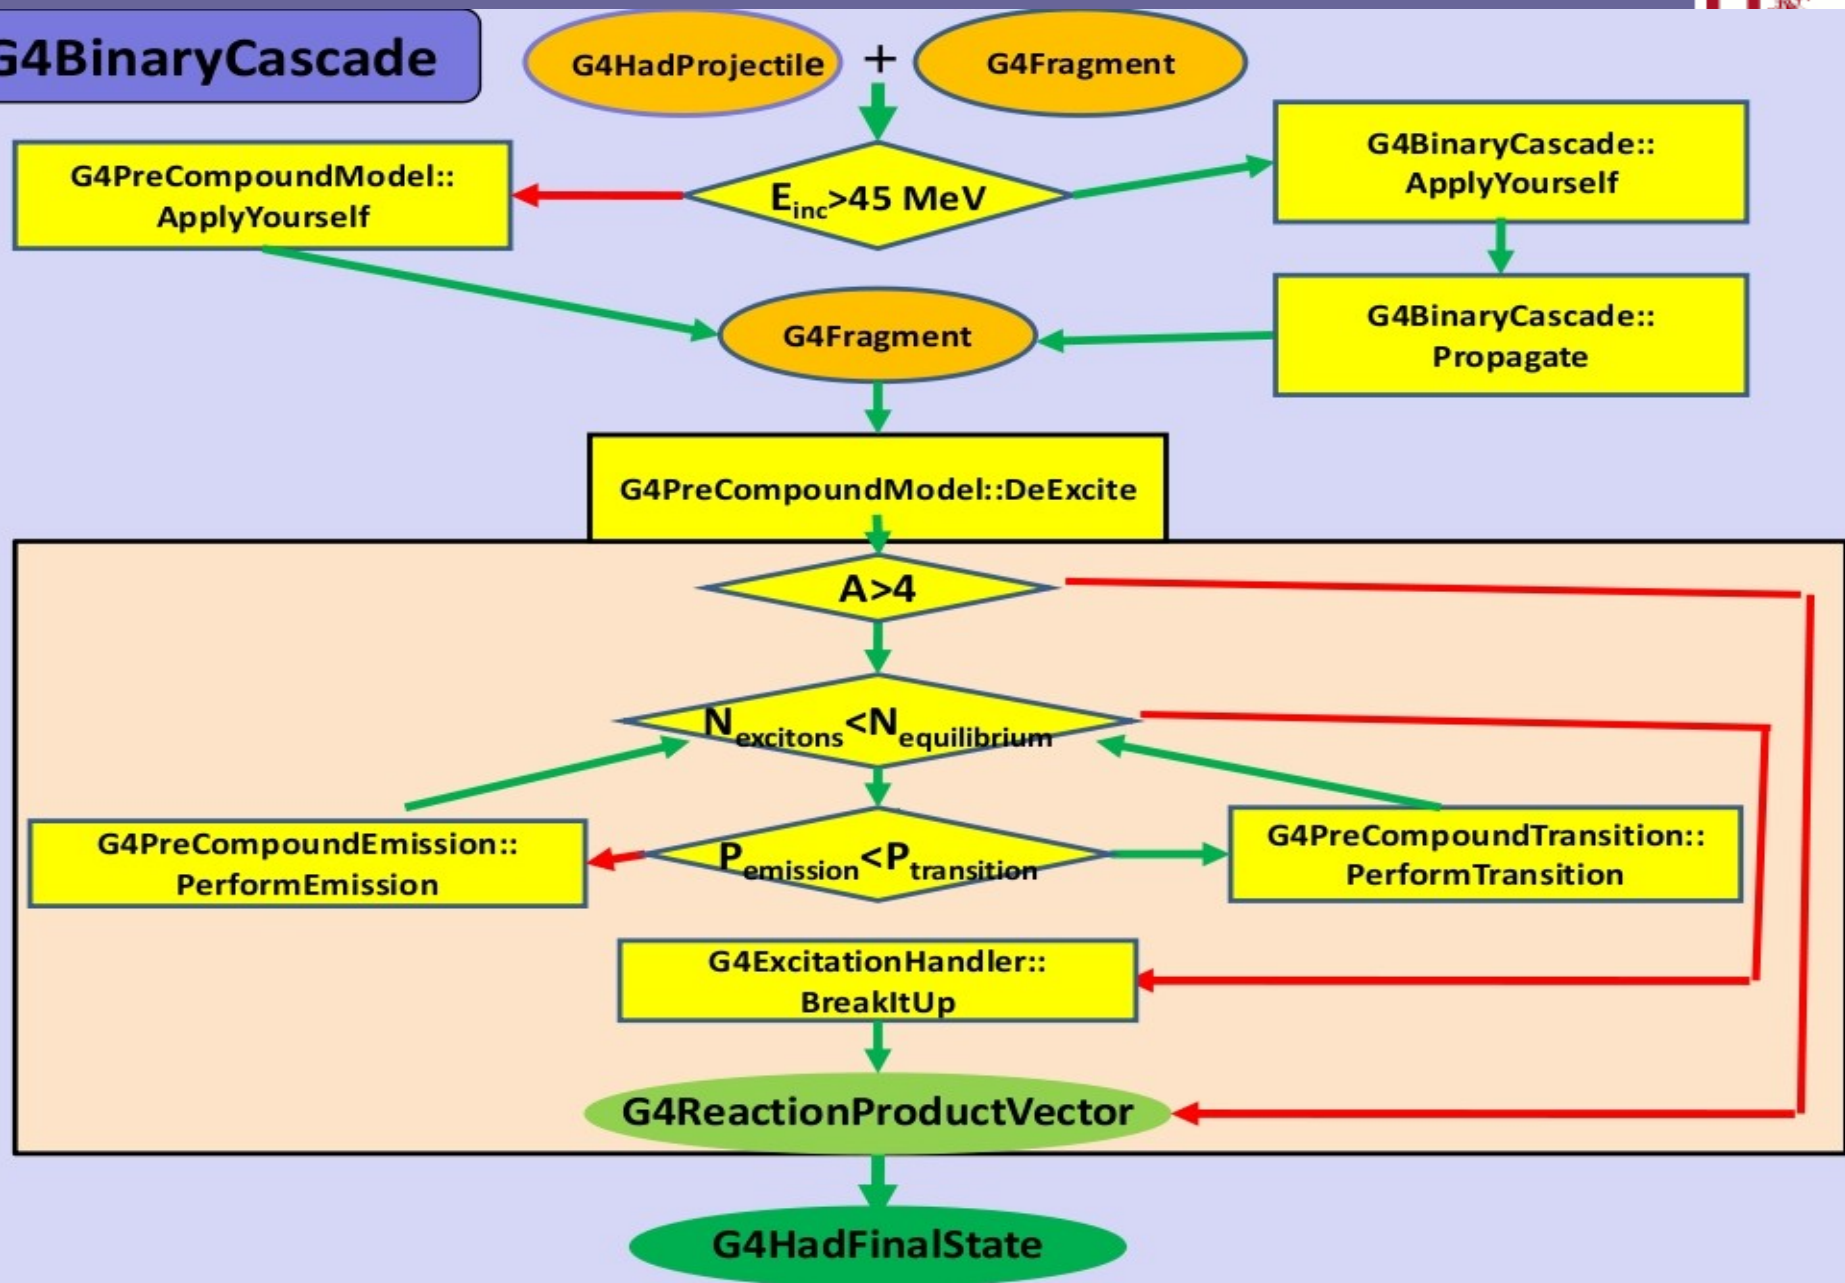 G4BinaryCascade
G4HadProjectile + G4Fragment
G4PreCompoundModel::
ApplyYourself
Einc>45 MeV
G4BinaryCascade::
ApplyYourself
G4Fragment
G4BinaryCascade::
Propagate
G4PreCompoundModel::DeExcite
A>4
Nexcitons<Nequilibrium
G4PreCompoundEmission::
PerformEmission
Pemission<Ptransition
G4PreCompoundTransition::
PerformTransition
G4ExcitationHandler::
BreakItUp
G4ReactionProductVector
G4HadFinalState